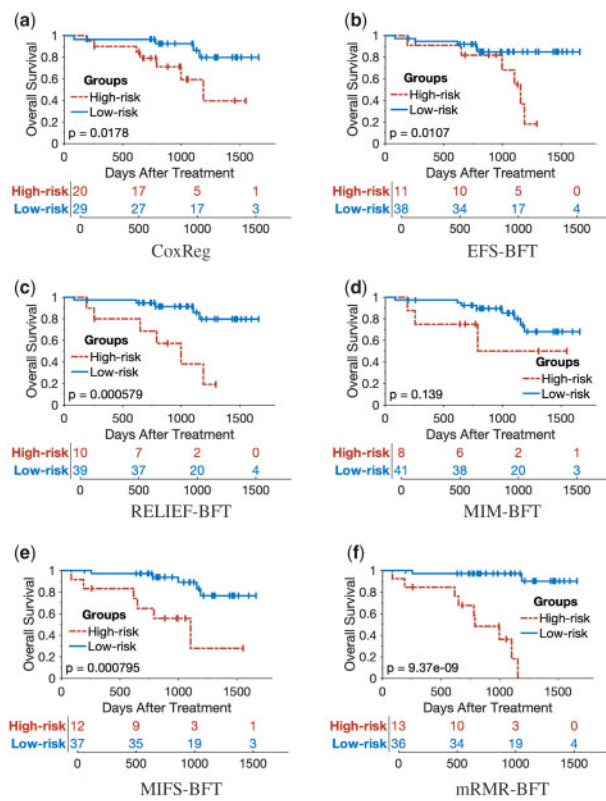 (a)
Overall Survival
1
0.8
0.6
0.4
0.2
0
Groups
High-risk
Low-risk
p = 0.0178
0 500 1000 1500
Days After Treatment
High-risk 20 17 5 1
Low-risk 29 27 17 3
0 500 1000 1500
CoxReg
(b)
Overall Survival
1
0.8
0.6
0.4
0.2
0
Groups
High-risk
Low-risk
p = 0.0107
0 500 1000 1500
Days After Treatment
High-risk 11 10 5 0
Low-risk 38 34 17 4
0 500 1000 1500
EFS-BFT
(c)
Overall Survival
1
0.8
0.6
0.4
0.2
0
Groups
High-risk
Low-risk
p = 0.000579
0 500 1000 1500
Days After Treatment
High-risk 10 7 2 0
Low-risk 39 37 20 4
0 500 1000 1500
RELIEF-BFT
(d)
Overall Survival
1
0.8
0.6
0.4
0.2
0
Groups
High-risk
Low-risk
p = 0.139
0 500 1000 1500
Days After Treatment
High-risk 8 6 2 1
Low-risk 41 38 20 3
0 500 1000 1500
MIM-BFT
(e)
Overall Survival
1
0.8
0.6
0.4
0.2
0
Groups
High-risk
Low-risk
p = 0.000795
0 500 1000 1500
Days After Treatment
High-risk 12 9 3 1
Low-risk 37 35 19 3
0 500 1000 1500
MIFS-BFT
(f)
Overall Survival
1
0.8
0.6
0.4
0.2
0
Groups
High-risk
Low-risk
p = 9.37e-09
0 500 1000 1500
Days After Treatment
High-risk 13 10 3 0
Low-risk 36 34 19 4
0 500 1000 1500
mRMR-BFT